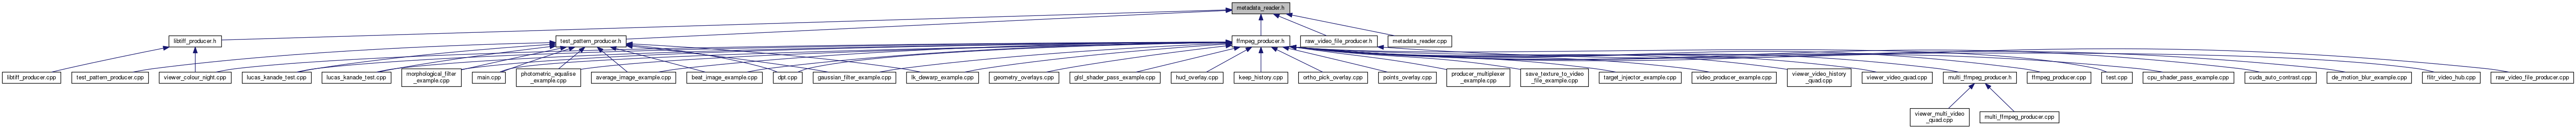 metadata_reader.h
libtiff_producer.h
test_pattern_producer.h
ffmpeg_producer.h
raw_video_file_producer.h
metadata_reader.cpp
libtiff_producer.cpp
test_pattern_producer.cpp
viewer_colour_night.cpp
lucas_kanade_test.cpp
lucas_kanade_test.cpp
morphological_filter
_example.cpp
main.cpp
photometric_equalise
_example.cpp
average_image_example.cpp
beat_image_example.cpp
dpt.cpp
gaussian_filter_example.cpp
lk_dewarp_example.cpp
geometry_overlays.cpp
glsl_shader_pass_example.cpp
hud_overlay.cpp
keep_history.cpp
ortho_pick_overlay.cpp
points_overlay.cpp
producer_multiplexer
_example.cpp
save_texture_to_video
_file_example.cpp
target_injector_example.cpp
video_producer_example.cpp
viewer_video_history
_quad.cpp
viewer_video_quad.cpp
multi_ffmpeg_producer.h
ffmpeg_producer.cpp
test.cpp
cpu_shader_pass_example.cpp
cuda_auto_contrast.cpp
de_motion_blur_example.cpp
flitr_video_hub.cpp
raw_video_file_producer.cpp
viewer_multi_video
_quad.cpp
multi_ffmpeg_producer.cpp